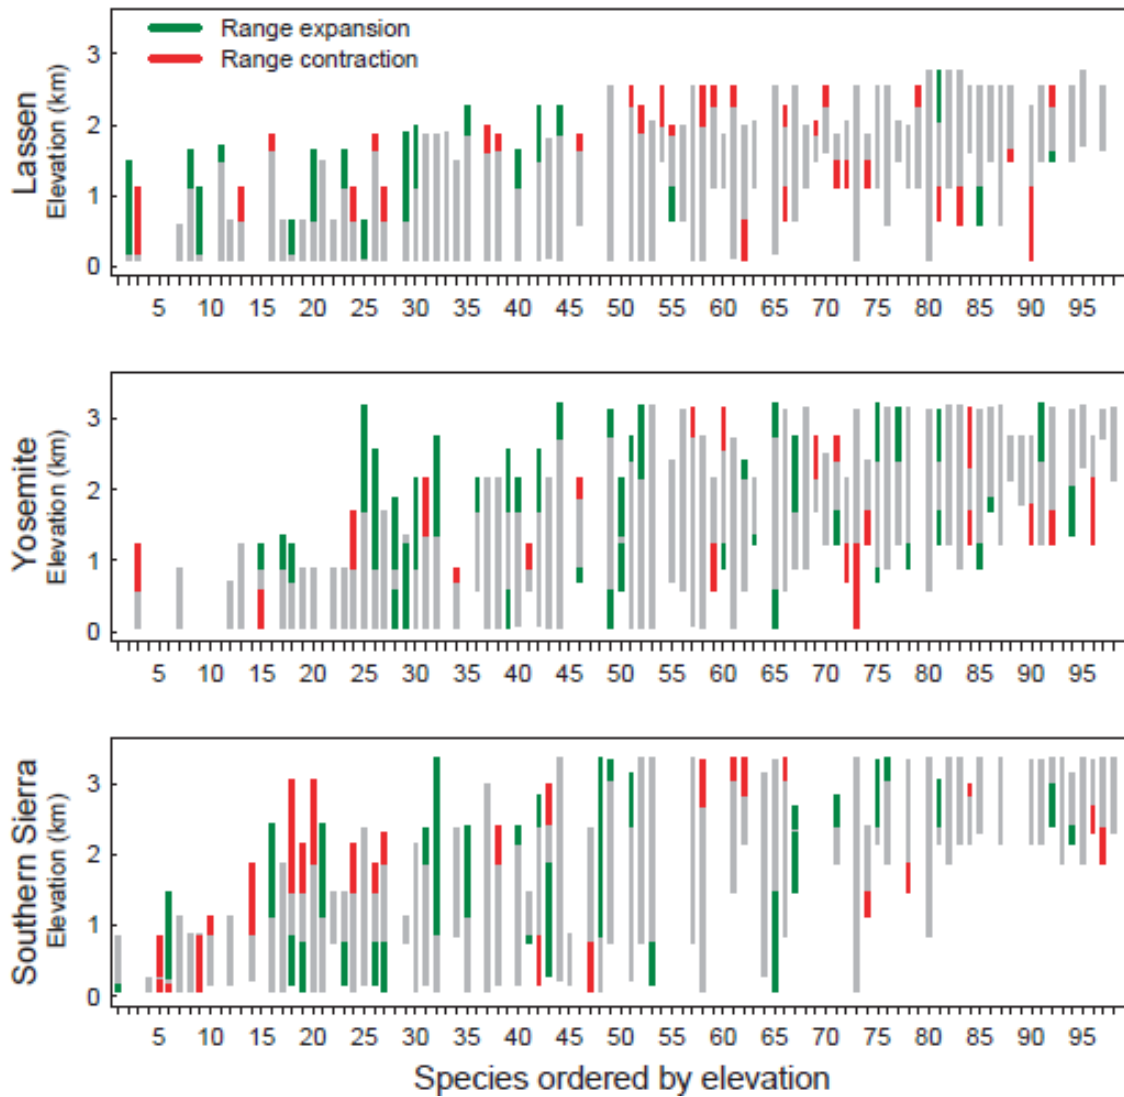 Range expansion
Range contraction
Lassen
Elevation (km)
3
2
1
0
5 10 15 20 25 30 35 40 45 50 55 60 65 70 75 80 85 90 95
Yosemite
Elevation (km)
3
2
1
0
5 10 15 20 25 30 35 40 45 50 55 60 65 70 75 80 85 90 95
Southern Sierra
Elevation (km)
3
2
1
0
5 10 15 20 25 30 35 40 45 50 55 60 65 70 75 80 85 90 95
Species ordered by elevation